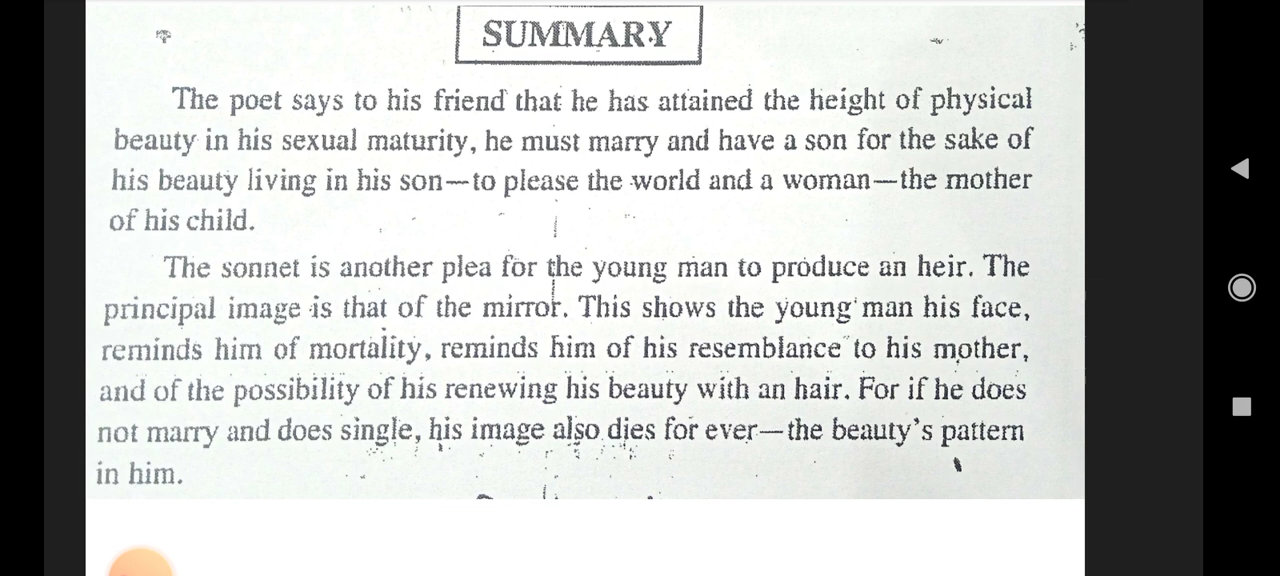 SUMMARY
The poet says to his friend that he has attained the height of physical
beauty in his sexual maturity, he must marry and have a son for the sake of
his beauty living in his son—to please the world and a woman—the mother
of his child.
The sonnet is another plea for the young man to produce an heir. The
principal image is that of the mirror. This shows the young man his face,
reminds him of mortality, reminds him of his resemblance to his mother,
and of the possibility of his renewing his beauty with an hair. For if he does
not marry and does single, his image also dies for ever—the beauty's pattern
in him.